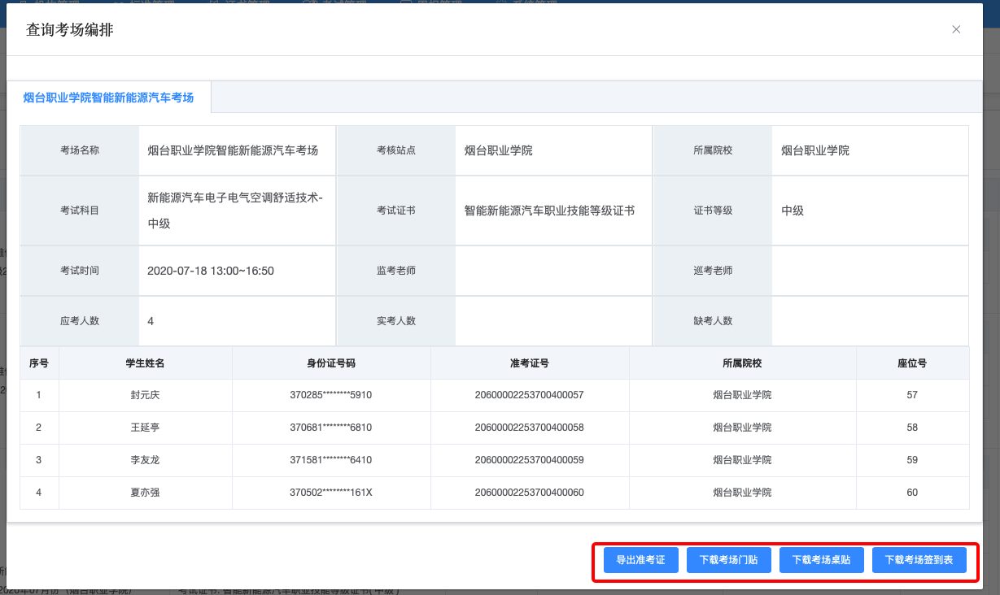 查询考场编排
烟台职业学院智能新能源汽车考场
考场名称 烟台职业学院智能新能源汽车考场 考核站点 烟台职业学院 所属院校 烟台职业学院
考试科目 新能源汽车电子电气空调舒适技术-
中级 考试证书 智能新能源汽车职业技能等级证书 证书等级 中级
考试时间 2020-07-18 13:00~16:50 监考老师 巡考老师
应考人数 4 实考人数 缺考人数
序号 学生姓名 身份证号码 准考证号 所属院校 座位号
1 封元庆 370285********5910 20600002253700400057 烟台职业学院 57
2 王延亭 370681********6810 20600002253700400058 烟台职业学院 58
3 李友龙 371581********6410 20600002253700400059 烟台职业学院 59
4 夏亦强 370502********161X 20600002253700400060 烟台职业学院 60
导出准考证 下载考场门贴 下载考场桌贴 下载考场签到表